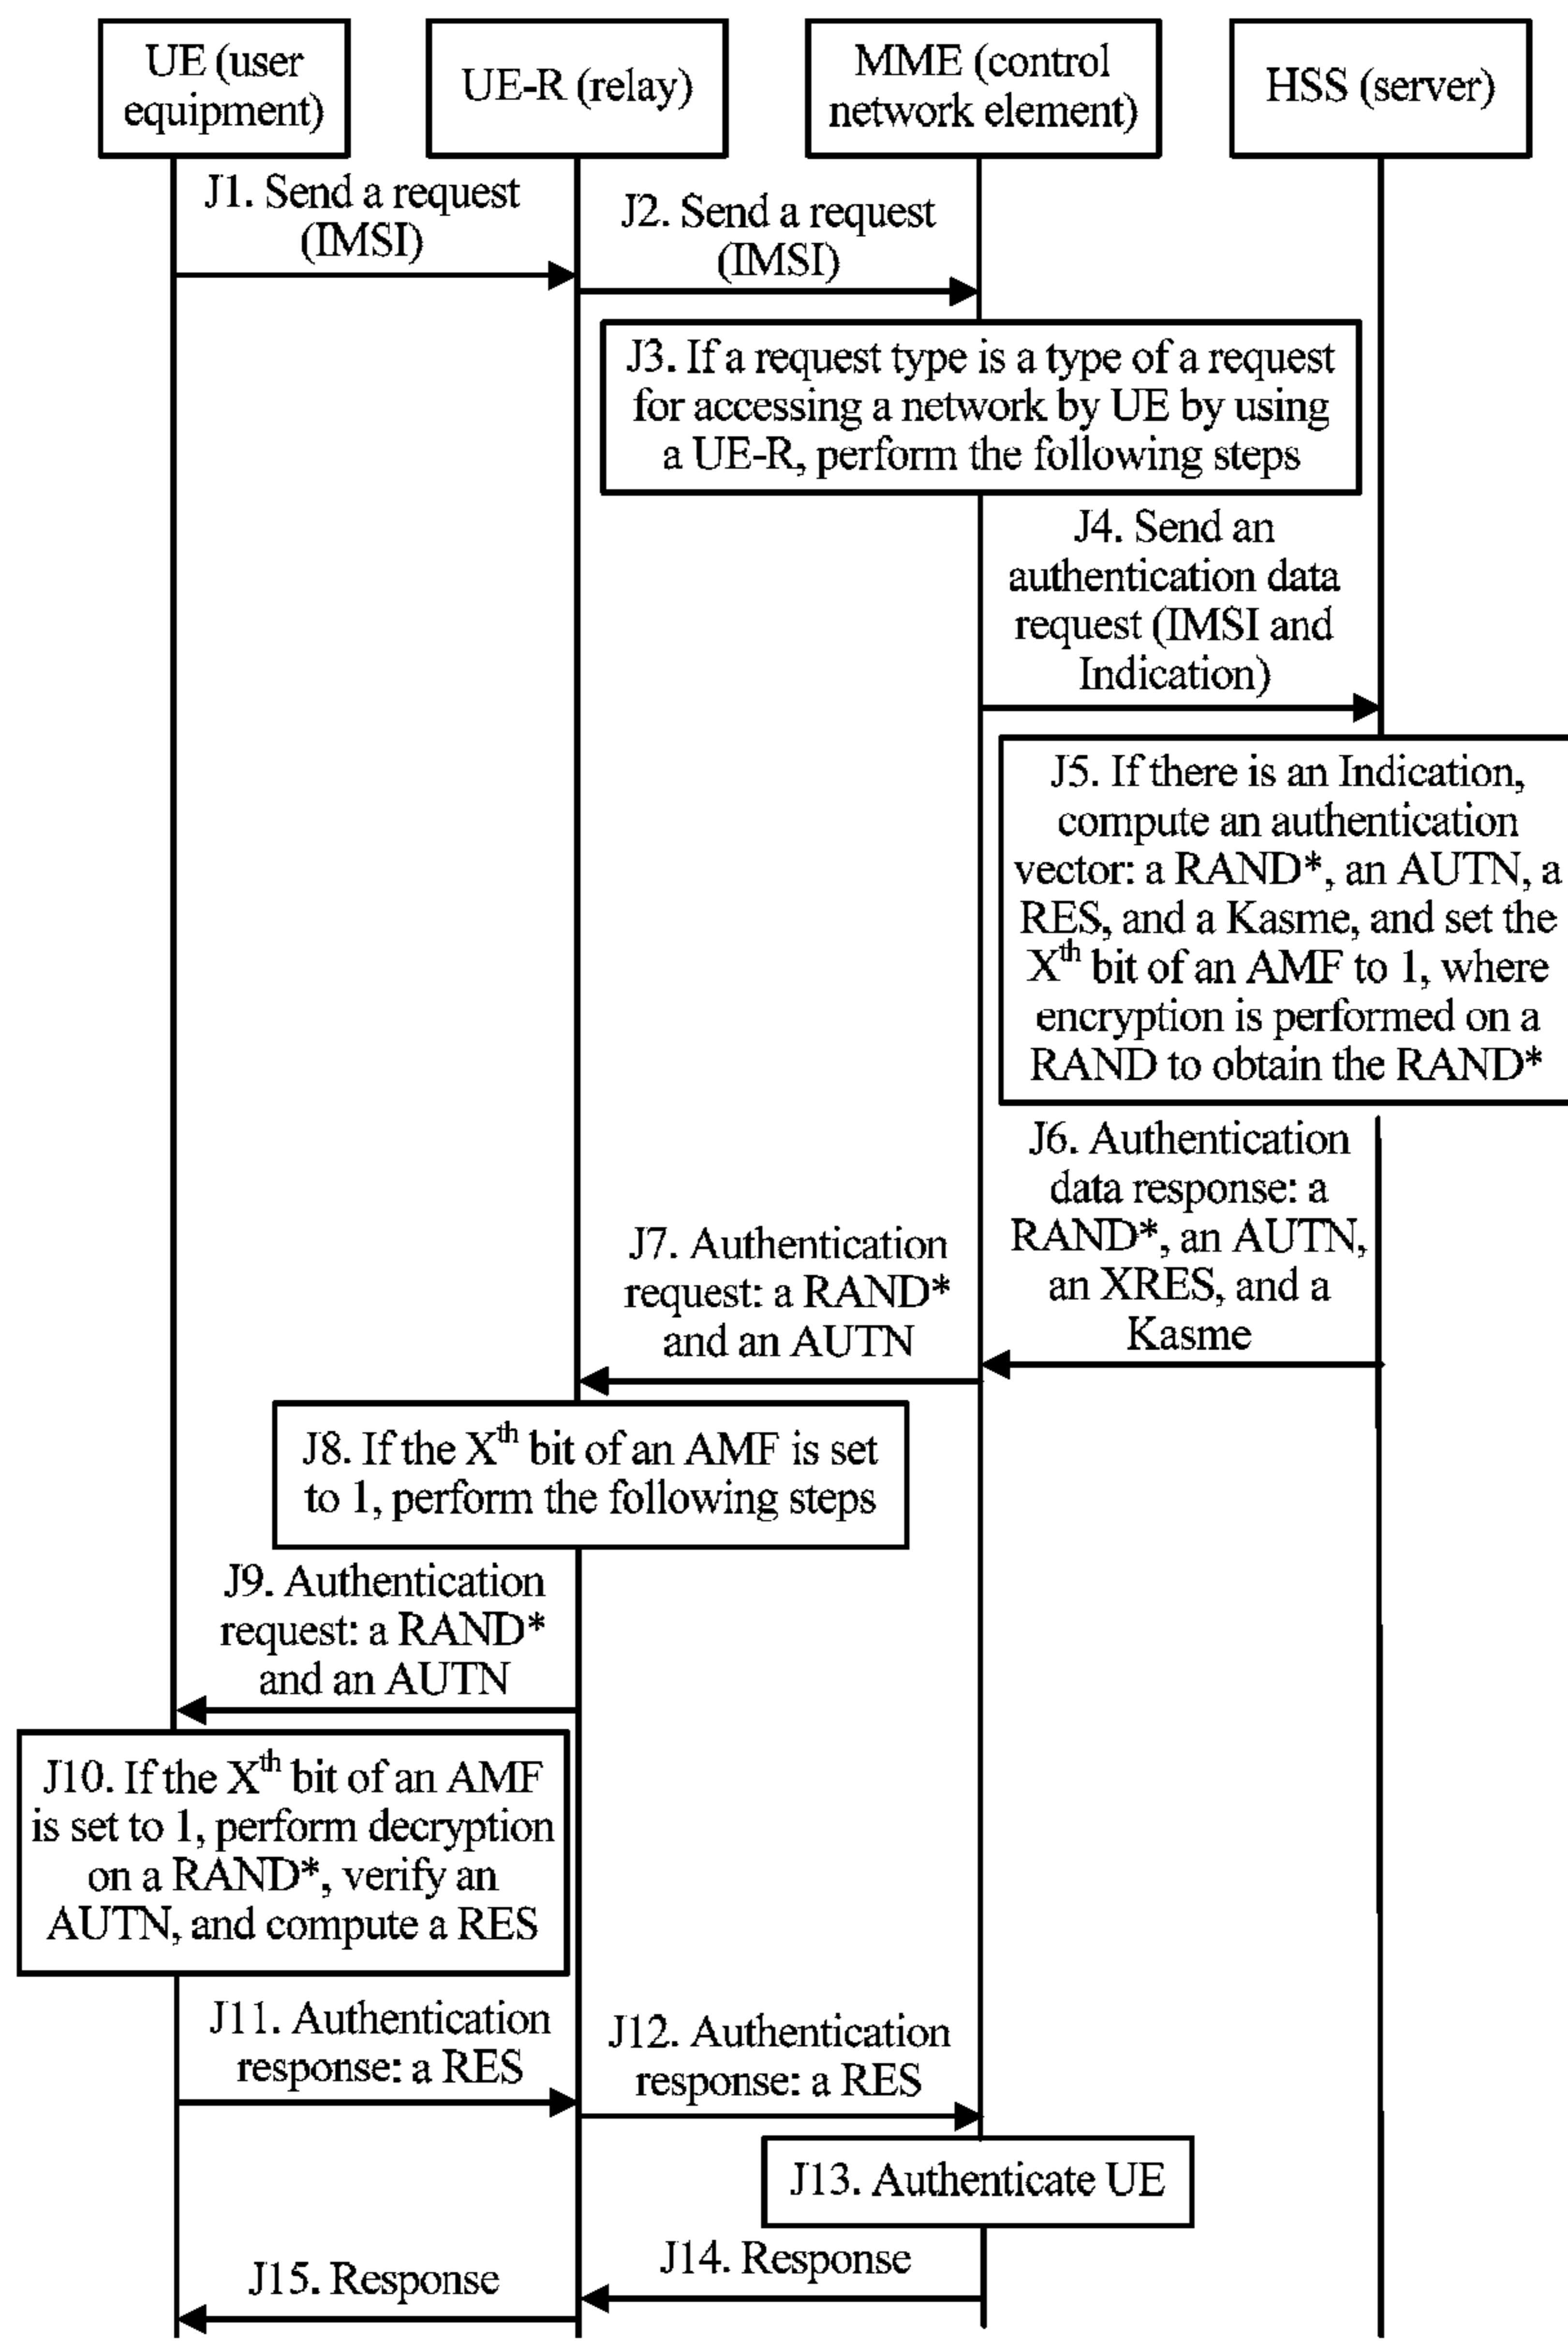 UE (user
equipment)
UE-R (relay)
MME (control
network element)
HSS (server)
J1. Send a request
(IMSI)
J2. Send a request
(IMSI)
J3. If a request type is a type of a request
for accessing a network by UE by using
a UE-R, perform the following steps
J4. Send an
authentication data
request (IMSI and
Indication)
J5. If there is an Indication,
compute an authentication
vector: a RAND*, an AUTN, a
RES, and a Kasme, and set the
Xth bit of an AMF to 1, where
encryption is performed on a
RAND to obtain the RAND*
J6. Authentication
data response: a
RAND*, an AUTN,
an XRES, and a
Kasme
J7. Authentication
request: a RAND*
and an AUTN
J8. If the Xth bit of an AMF is set
to 1, perform the following steps
J9. Authentication
request: a RAND*
and an AUTN
J10. If the Xth bit of an AMF
is set to 1, perform decryption
on a RAND*, verify an
AUTN, and compute a RES
J11. Authentication
response: a RES
J12. Authentication
response: a RES
J13. Authenticate UE
J14. Response
J15. Response